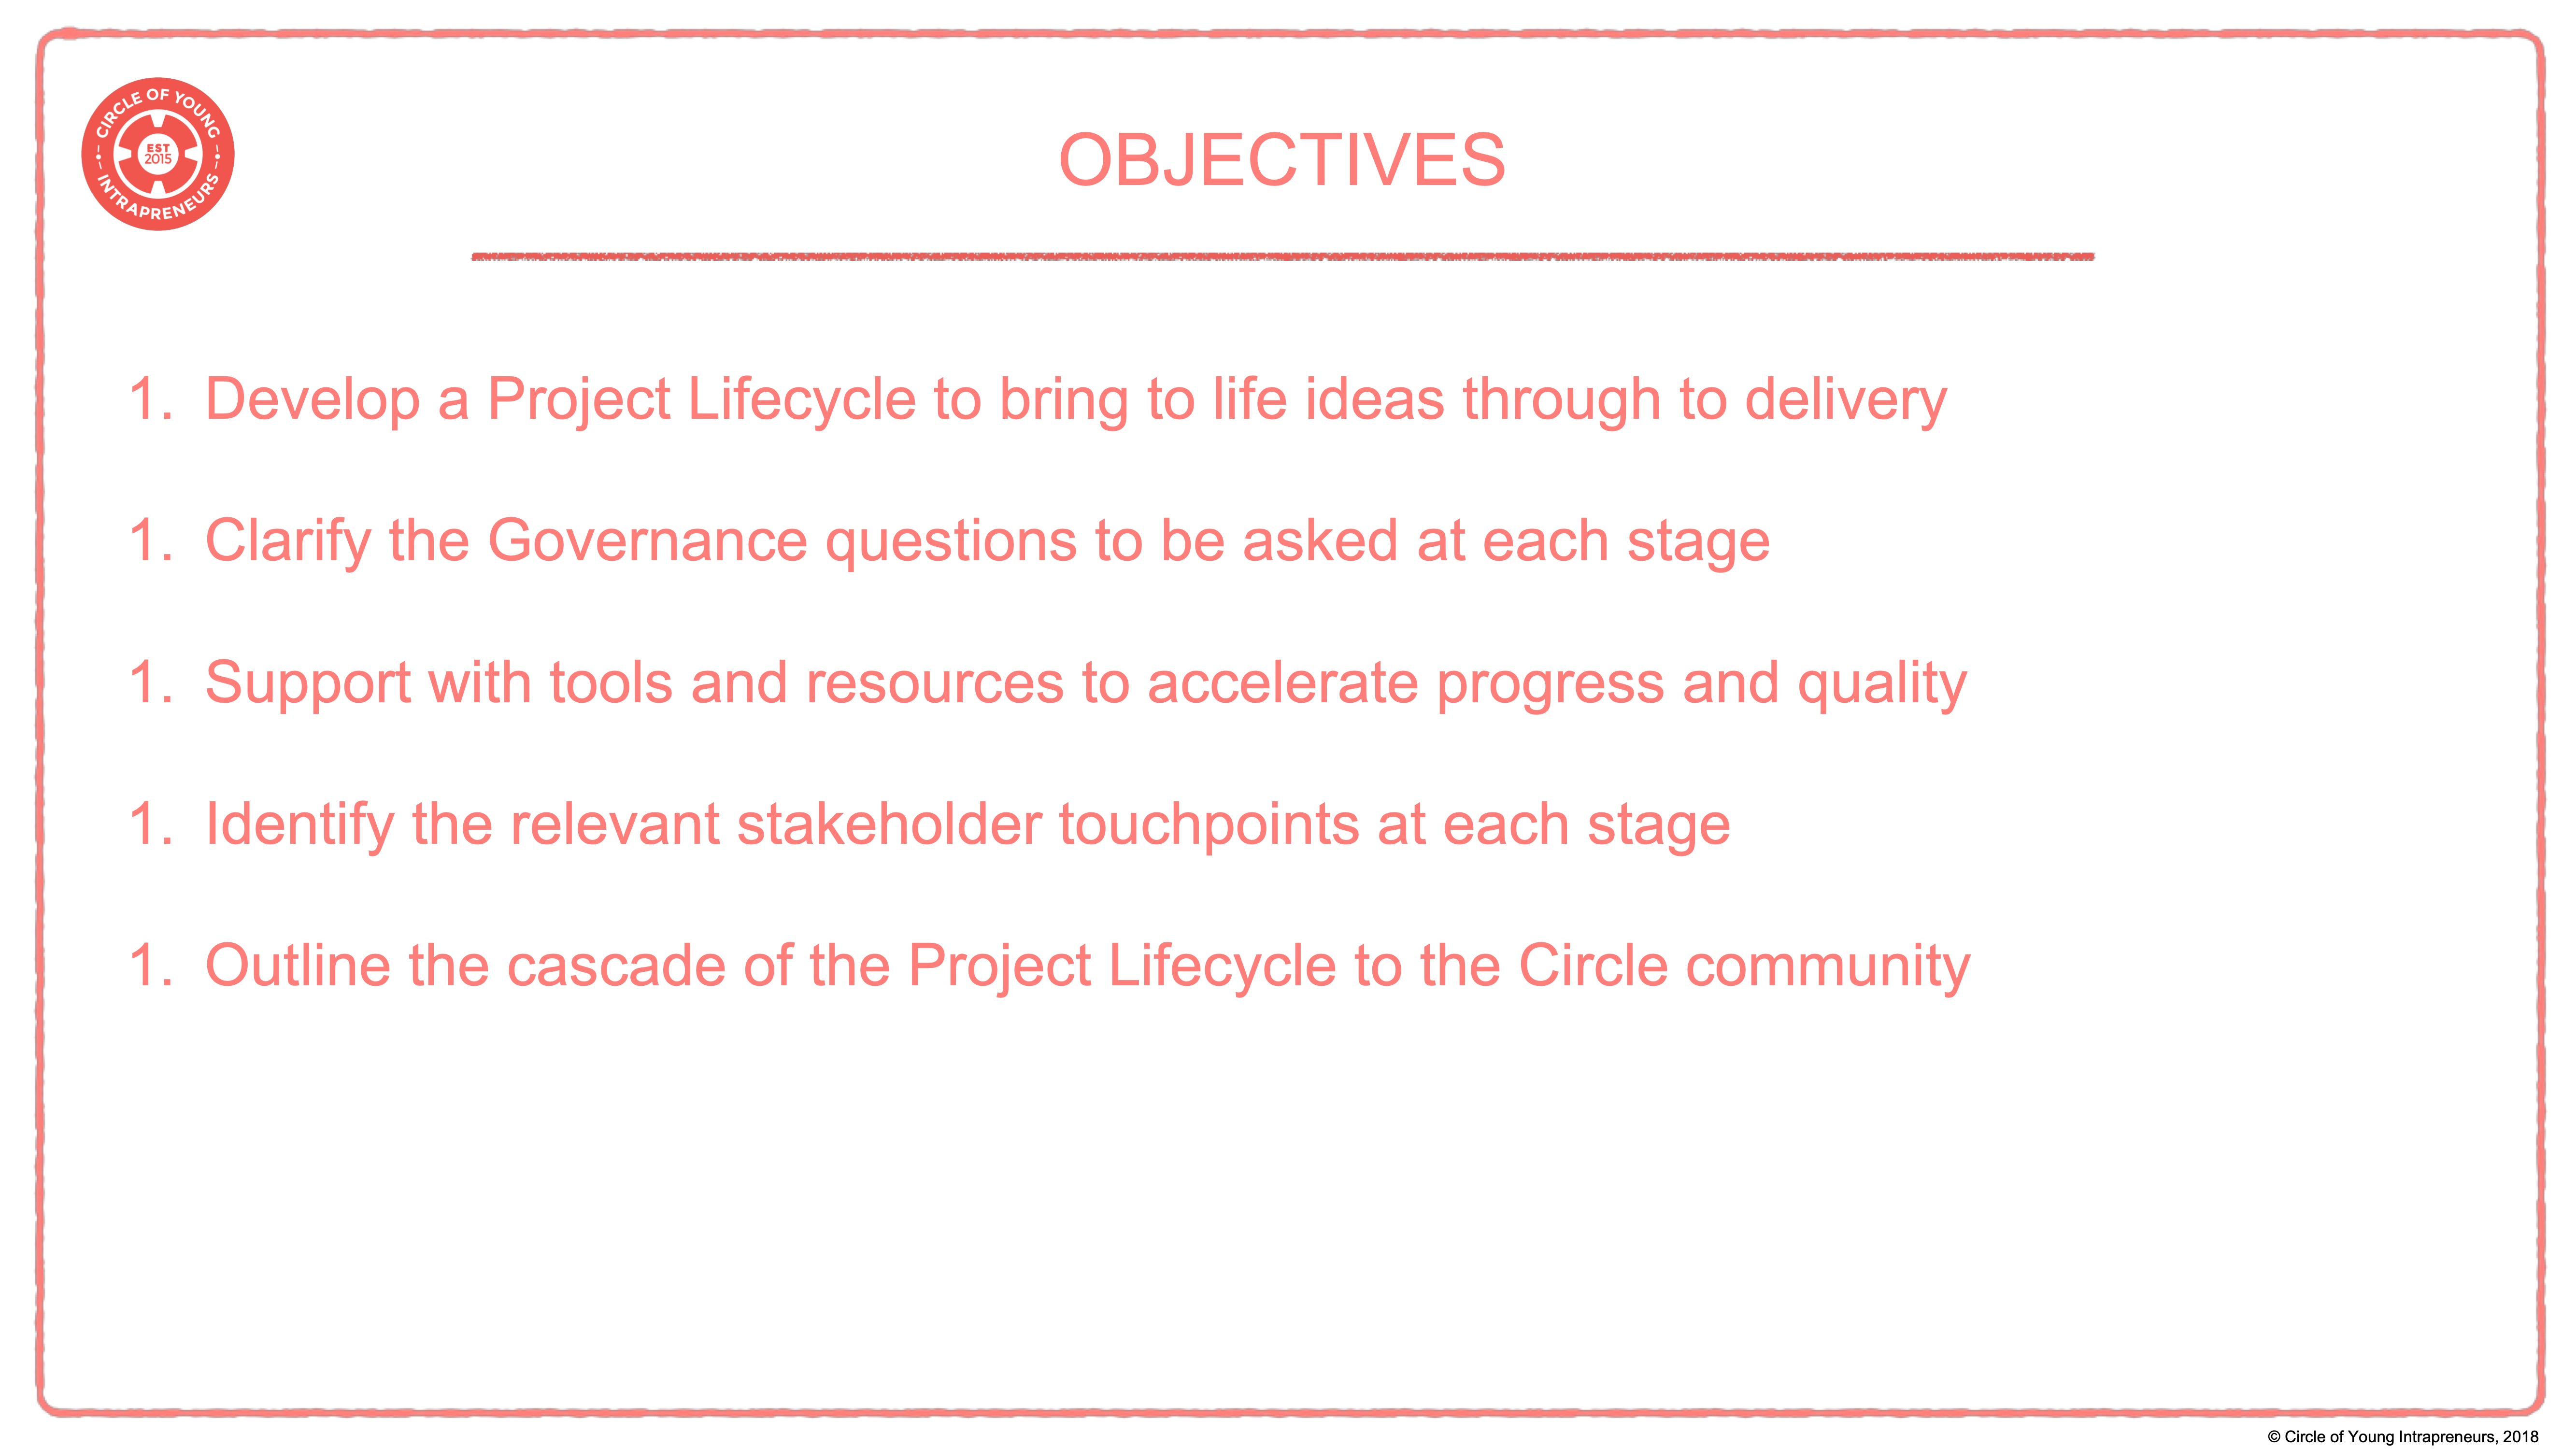 CIRCLE OF YOUNG
EST
2015
INTRAPRENEURS
OBJECTIVES
1. Develop a Project Lifecycle to bring to life ideas through to delivery
1. Clarify the Governance questions to be asked at each stage
1. Support with tools and resources to accelerate progress and quality
1. Identify the relevant stakeholder touchpoints at each stage
1. Outline the cascade of the Project Lifecycle to the Circle community
© Circle of Young Intrapreneurs, 2018